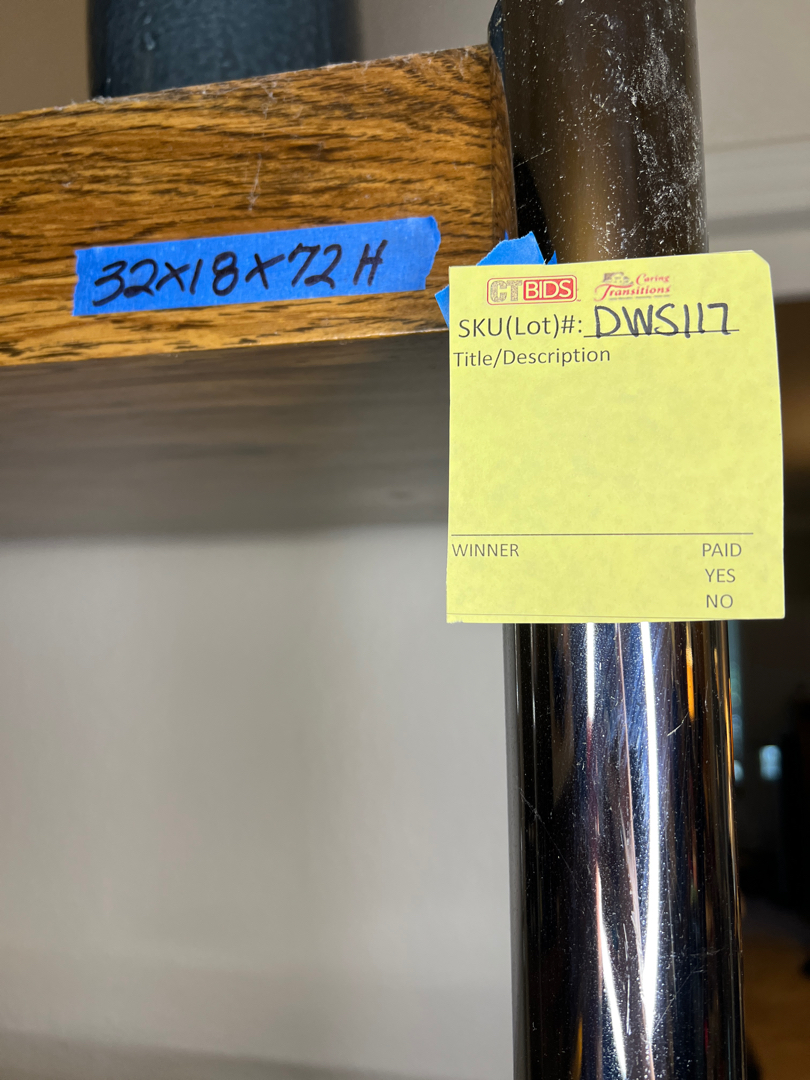 32x18x72 H
CTBIDS Caring Transitions
SKU(Lot)#: DWS117
Title/Description
WINNER PAID
YES
NO